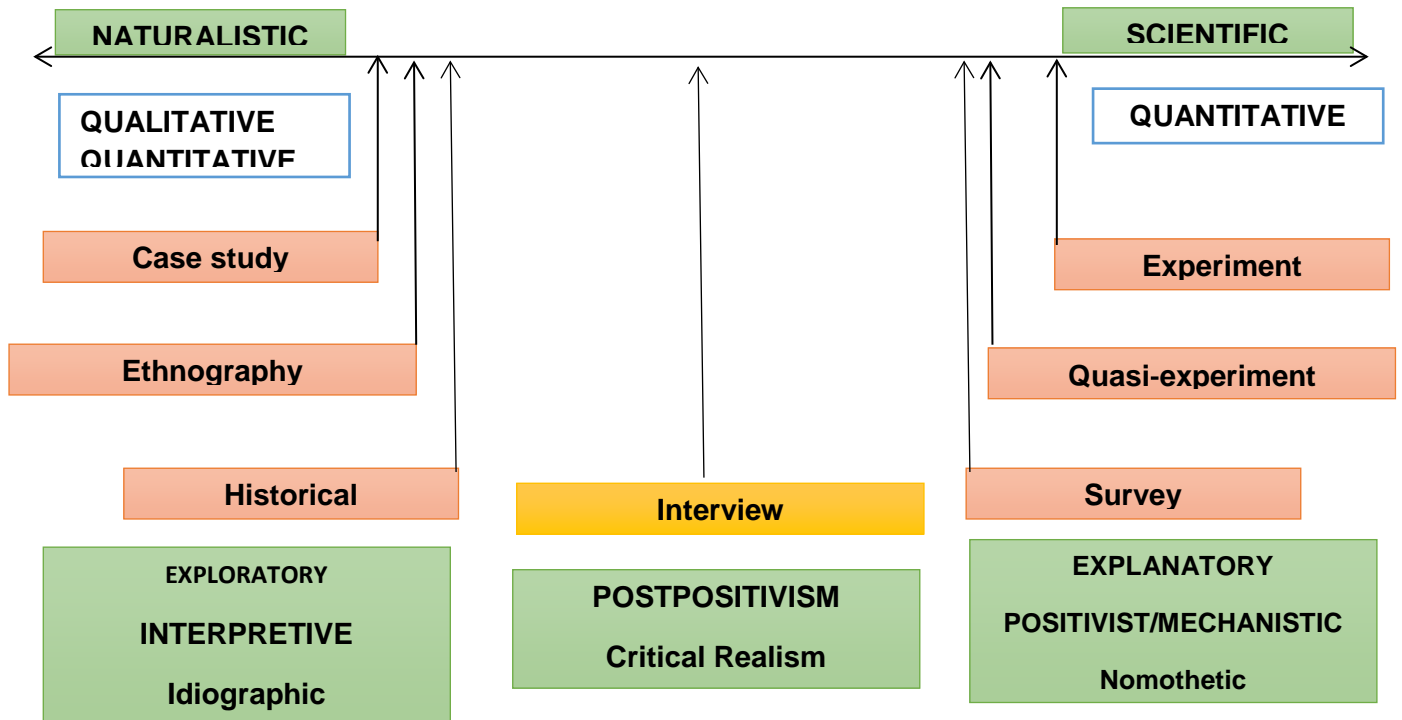 NATURALISTIC
SCIENTIFIC
QUALITATIVE
QUANTITATIVE
QUANTITATIVE
Case study
Experiment
Ethnography
Quasi-experiment
Historical
Interview
Survey
EXPLORATORY
INTERPRETIVE
Idiographic
POSTPOSITIVISM
Critical Realism
EXPLANATORY
POSITIVIST/MECHANISTIC
Nomothetic